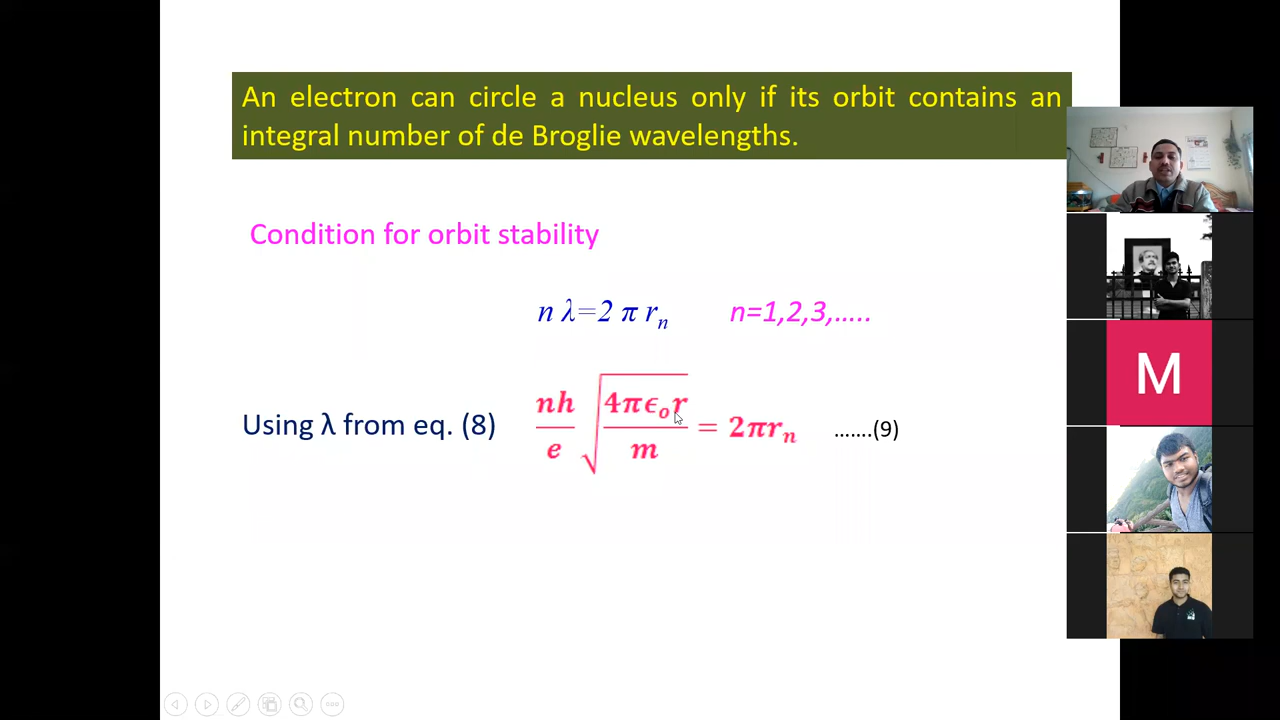 An electron can circle a nucleus only if its orbit contains an
integral number of de Broglie wavelengths.
Condition for orbit stability
n λ=2 π rₙ n=1,2,3,…..
Using λ from eq. (8) nh/e √(4πϵₒr/m) = 2πrₙ …….(9)
M